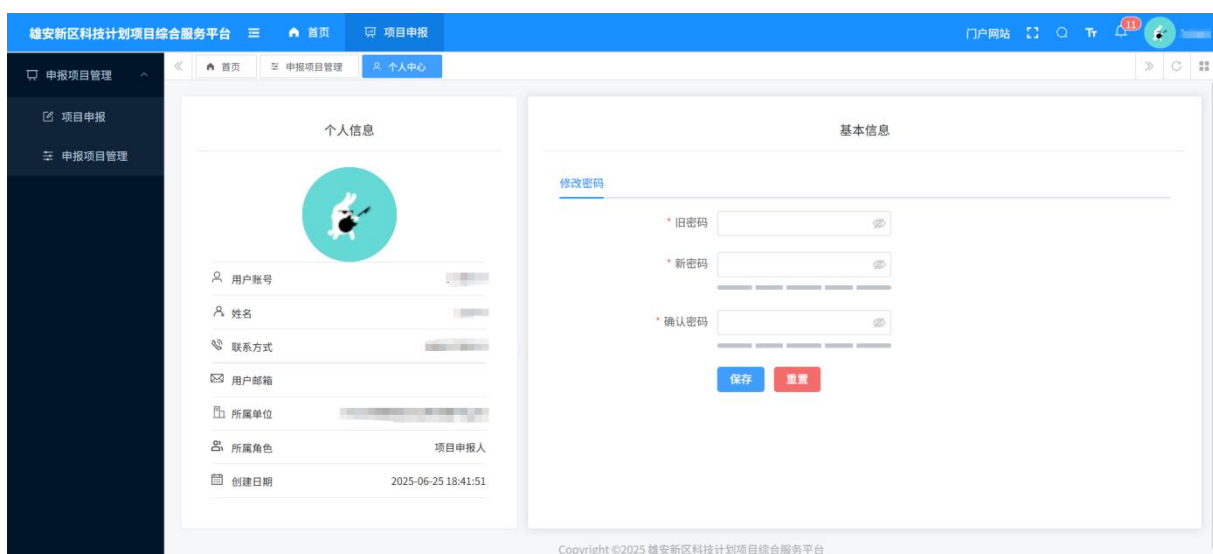 雄安新区科技计划项目综合服务平台 首页 项目申报 门户网站 Tr 11
申报项目管理 首页 申报项目管理 个人中心
项目申报
申报项目管理
个人信息
用户账号
姓名
联系方式
用户邮箱
所属单位
所属角色 项目申报人
创建日期 2025-06-25 18:41:51
基本信息
修改密码
* 旧密码
* 新密码
* 确认密码
保存 重置
Copyright ©2025 雄安新区科技计划项目综合服务平台